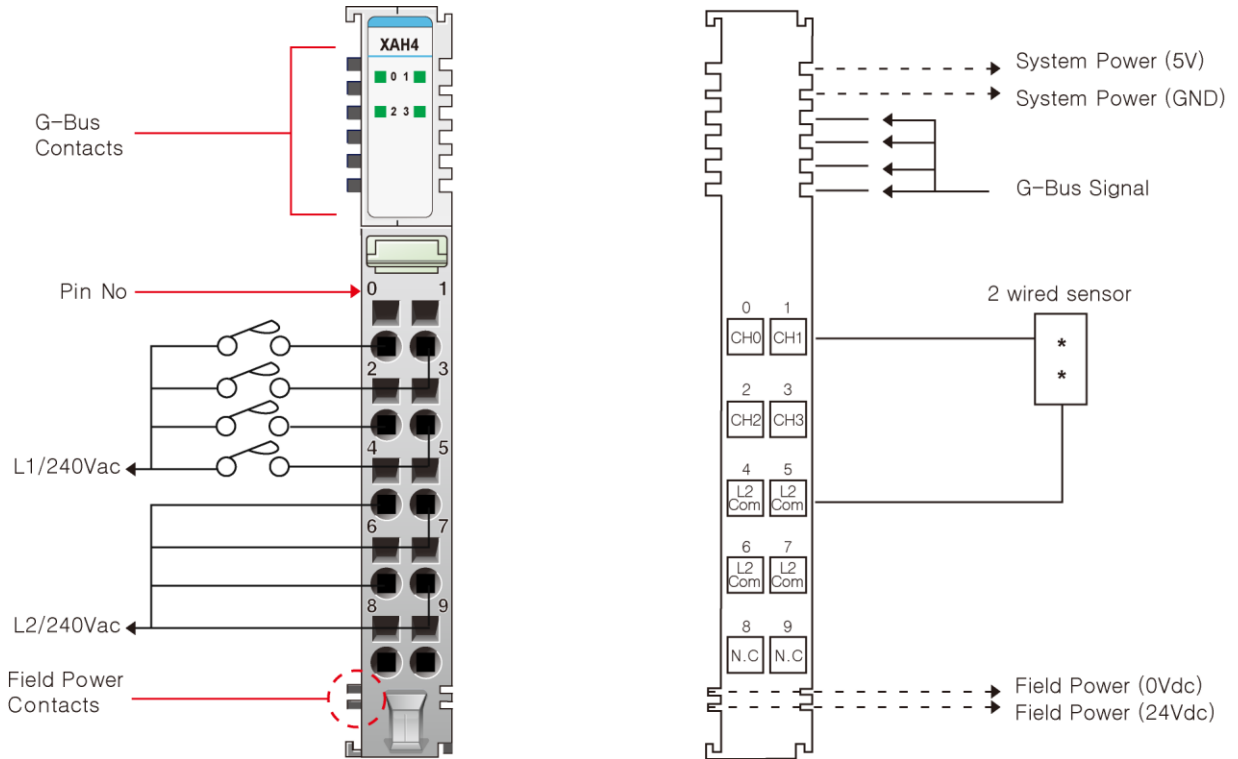 XAH4
0 1
2 3
G-Bus
Contacts
Pin No
0 1
2 3
4 5
6 7
8 9
L1/240Vac
L2/240Vac
Field Power
Contacts
System Power (5V)
System Power (GND)
G-Bus Signal
2 wired sensor
*
*
0 1
CH0 CH1
2 3
CH2 CH3
4 5
L2 L2
Com Com
6 7
L2 L2
Com Com
8 9
N.C N.C
Field Power (0Vdc)
Field Power (24Vdc)